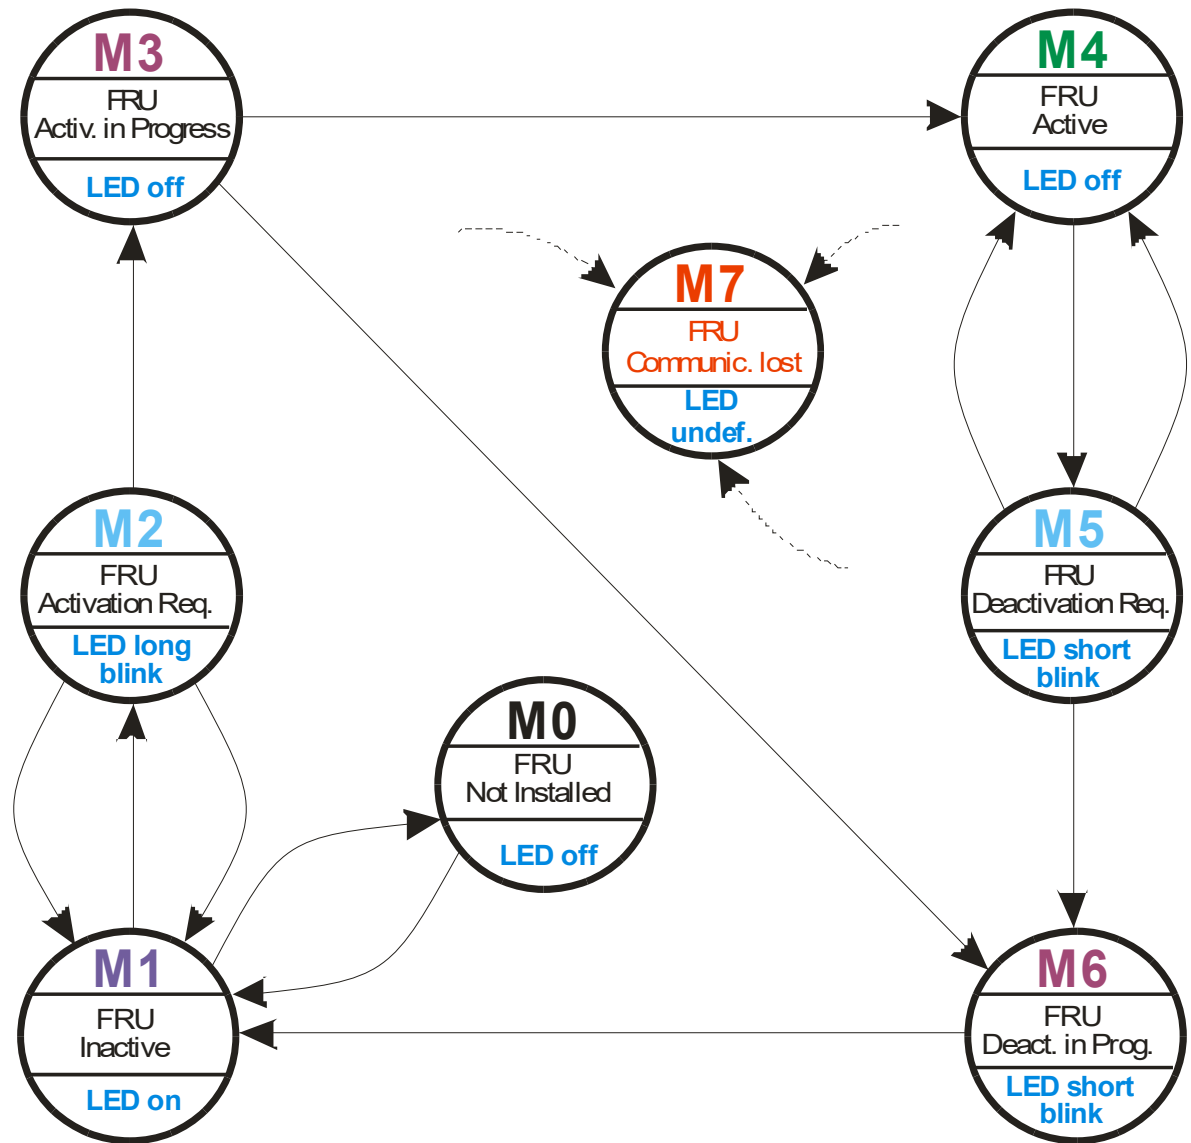 M3
FRU
Activ. in Progress
LED off
M4
FRU
Active
LED off
M7
FRU
Communic. lost
LED
undef.
M2
FRU
Activation Req.
LED long
blink
M5
FRU
Deactivation Req.
LED short
blink
M0
FRU
Not Installed
LED off
M1
FRU
Inactive
LED on
M6
FRU
Deact. in Prog.
LED short
blink